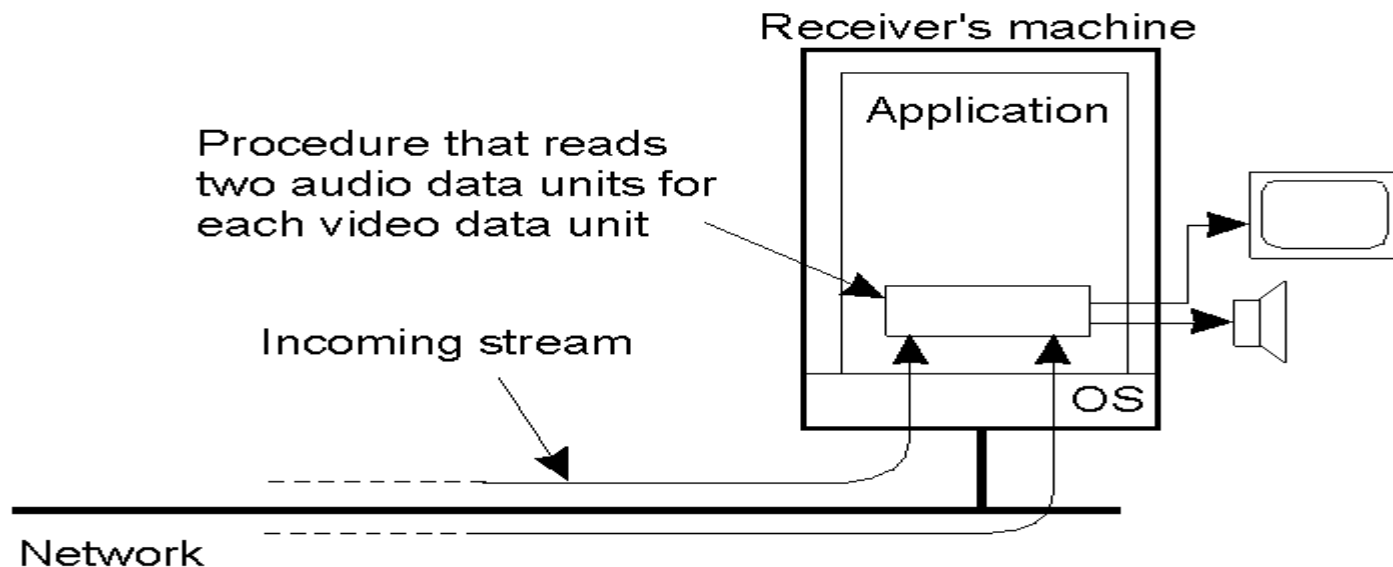 Receiver's machine
Application
Procedure that reads
two audio data units for
each video data unit
Incoming stream
OS
Network